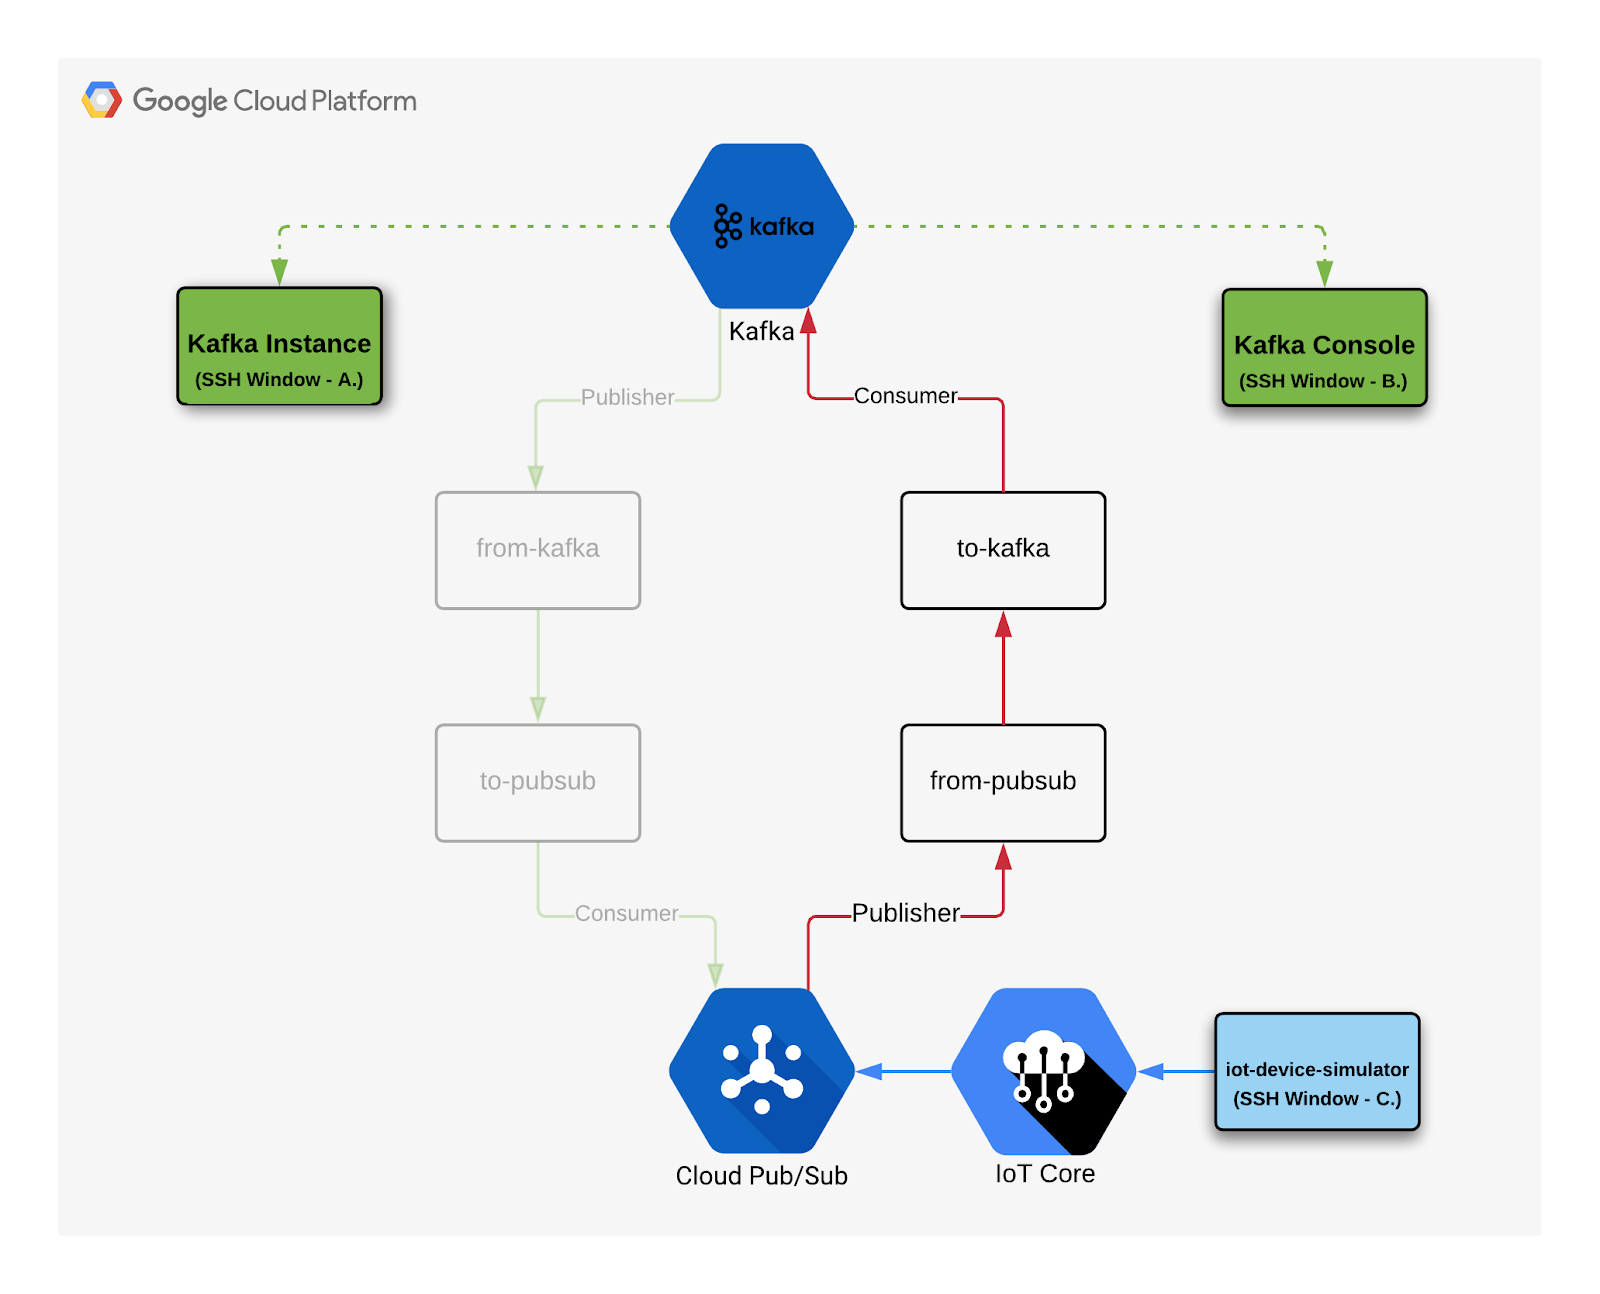 Google Cloud Platform
kafka
Kafka
Kafka Instance
(SSH Window - A.)
Kafka Console
(SSH Window - B.)
Publisher
Consumer
from-kafka
to-kafka
to-pubsub
from-pubsub
Consumer
Publisher
iot-device-simulator
(SSH Window - C.)
Cloud Pub/Sub
IoT Core